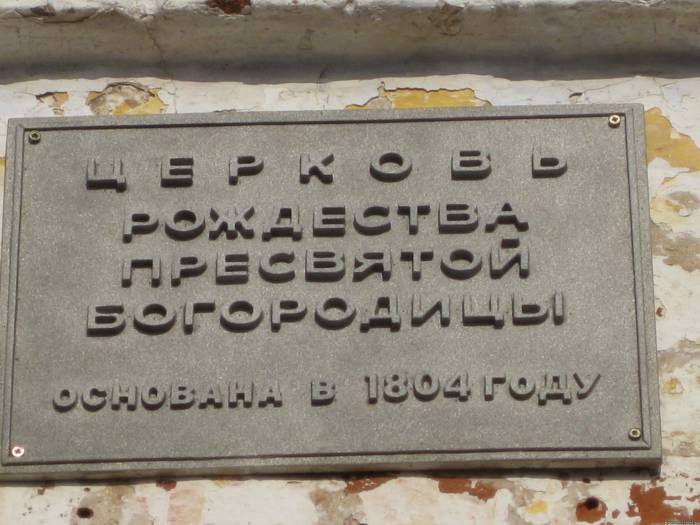 ЦЕРКОВЬ
РОЖДЕСТВА
ПРЕСВЯТОЙ
БОГОРОДИЦЫ
ОСНОВАНА В 1804 ГОДУ